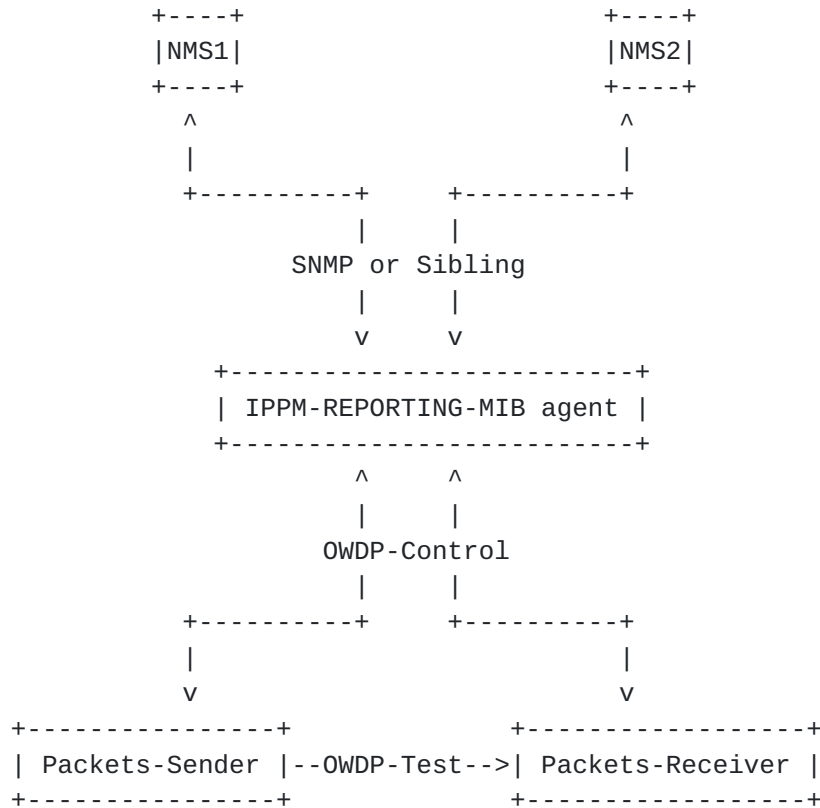 +----+                        +----+
|NMS1|                        |NMS2|
+----+                        +----+
^                             ^
|                             |
+----------+     +----------+
|     |
SNMP or Sibling
|     |
v     v
+--------------------------+
| IPPM-REPORTING-MIB agent |
+--------------------------+
^     ^
|     |
OWDP-Control
|     |
+----------+     +----------+
|                             |
v                             v
+----------------+               +------------------+
| Packets-Sender |--OWDP-Test-->| Packets-Receiver |
+----------------+               +------------------+